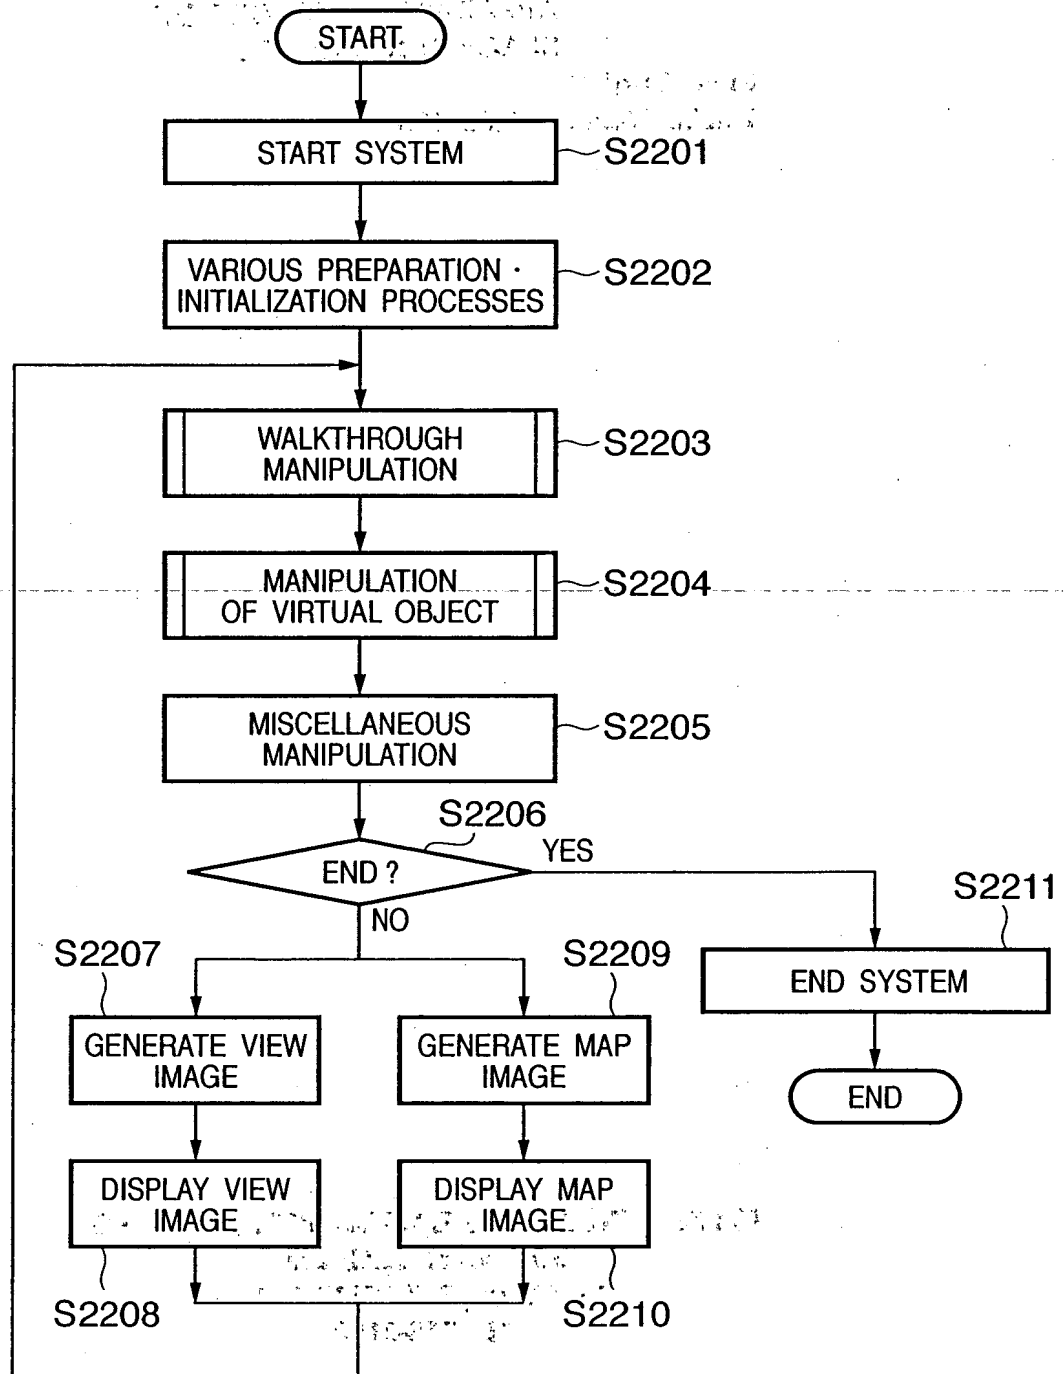 START
START SYSTEM
S2201
VARIOUS PREPARATION ·
INITIALIZATION PROCESSES
S2202
WALKTHROUGH
MANIPULATION
S2203
MANIPULATION
OF VIRTUAL OBJECT
S2204
MISCELLANEOUS
MANIPULATION
S2205
S2206
END ?
YES
NO
S2207
GENERATE VIEW
IMAGE
S2209
GENERATE MAP
IMAGE
S2211
END SYSTEM
END
DISPLAY VIEW
IMAGE
S2208
DISPLAY MAP
IMAGE
S2210